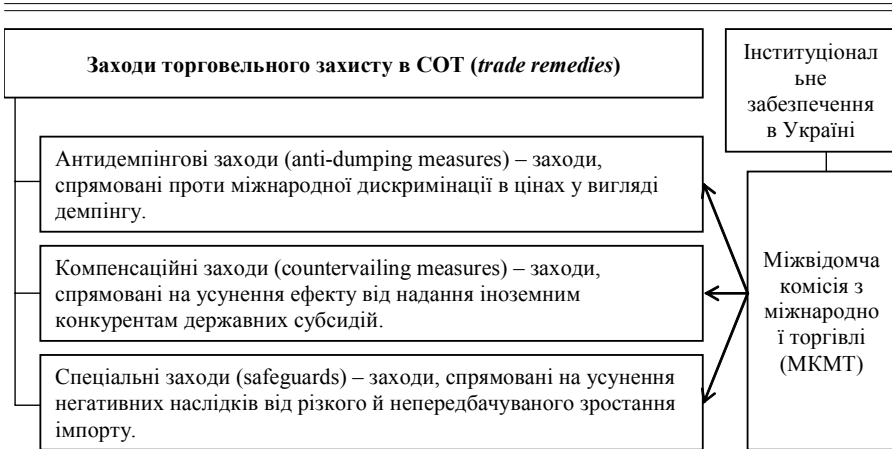 Заходи торговельного захисту в СОТ (trade remedies)
Інституціонал
ьне
забезпечення
в Україні
Антидемпінгові заходи (anti-dumping measures) – заходи,
спрямовані проти міжнародної дискримінації в цінах у вигляді
демпінгу.
Компенсаційні заходи (countervailing measures) – заходи,
спрямовані на усунення ефекту від надання іноземним
конкурентам державних субсидій.
Спеціальні заходи (safeguards) – заходи, спрямовані на усунення
негативних наслідків від різкого й непередбачуваного зростання
імпорту.
Міжвідомча
комісія з
міжнародно
ї торгівлі
(МКМТ)